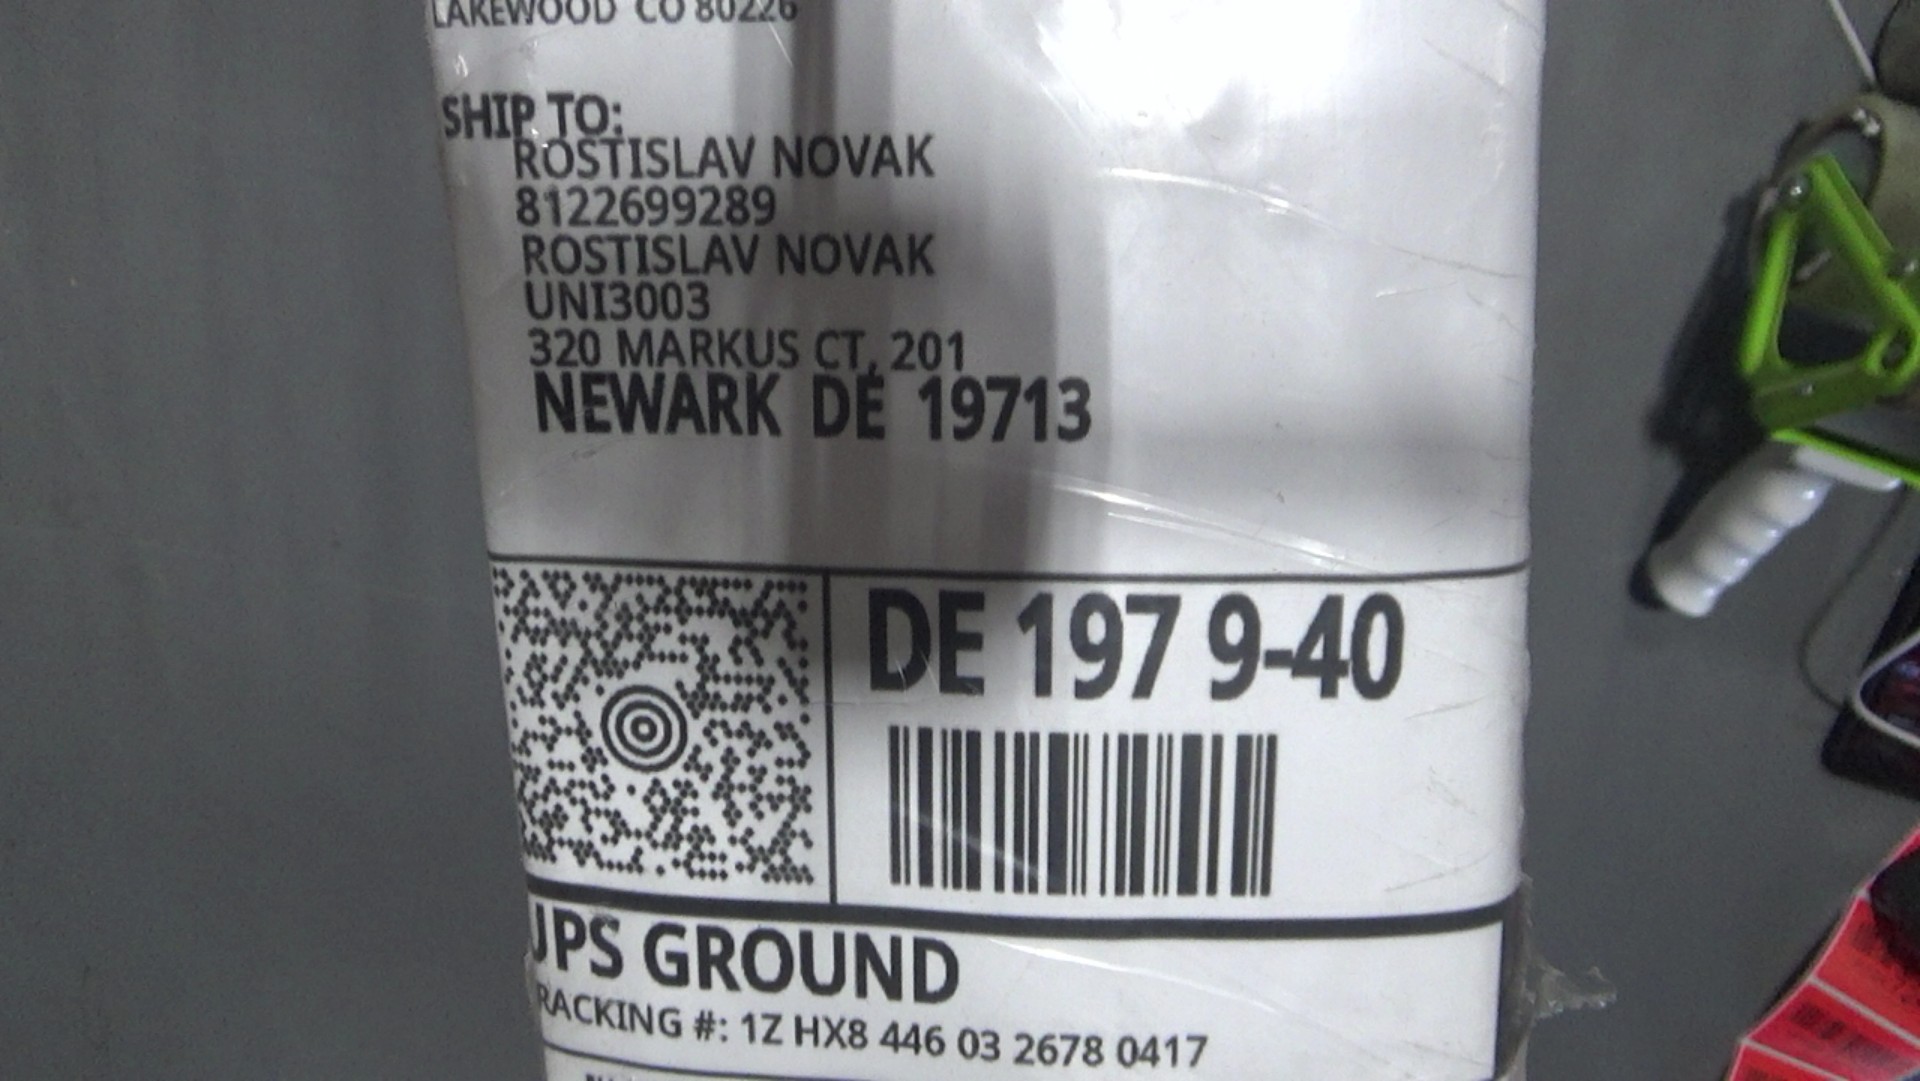 LAKEWOOD CO 80226
SHIP TO:
ROSTISLAV NOVAK
8122699289
ROSTISLAV NOVAK
UNI3003
320 MARKUS CT, 201
NEWARK DE 19713
DE 197 9-40
UPS GROUND
TRACKING #: 1Z HX8 446 03 2678 0417